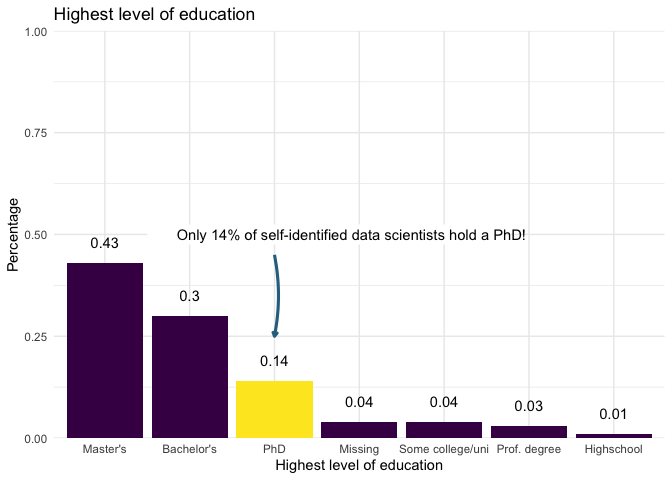 Highest level of education
1.00
0.75
0.50
0.25
0.00
Percentage
Only 14% of self-identified data scientists hold a PhD!
0.43
0.3
0.14
0.04
0.04
0.03
0.01
Master's
Bachelor's
PhD
Missing
Some college/uni
Prof. degree
Highschool
Highest level of education